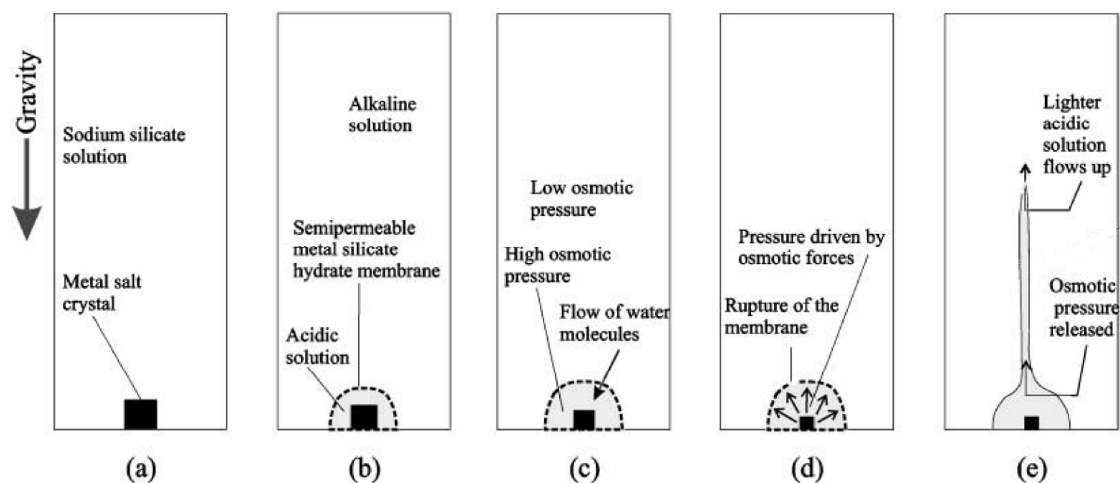 Gravity
Sodium silicate
solution
Metal salt
crystal
(a)
Alkaline
solution
Semipermeable
metal silicate
hydrate membrane
Acidic
solution
(b)
Low osmotic
pressure
High osmotic
pressure
Flow of water
molecules
(c)
Pressure driven by
osmotic forces
Rupture of the
membrane
(d)
Lighter
acidic
solution
flows up
Osmotic
pressure
released
(e)